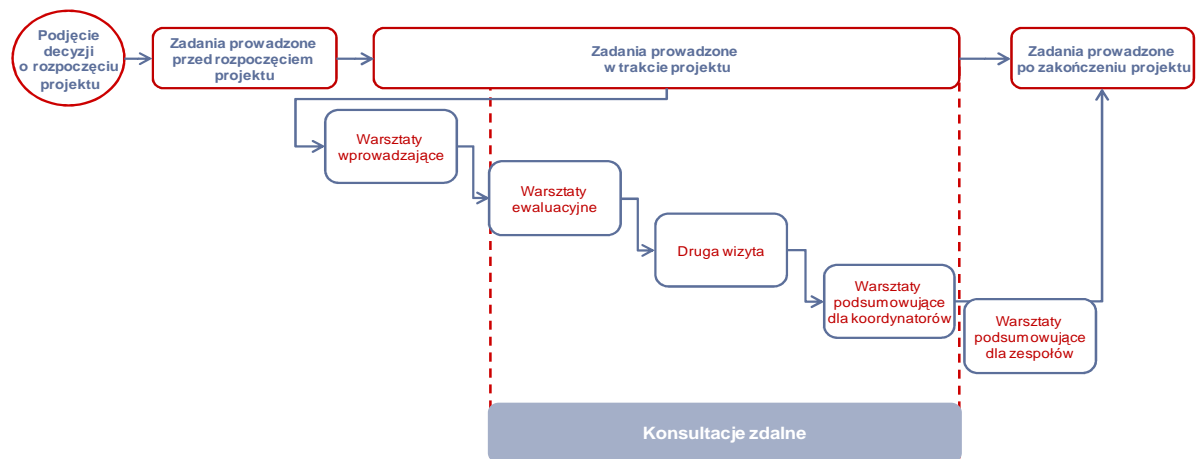 Podjęcie
decyzji
o rozpoczęciu
projektu
Zadania prowadzone
przed rozpoczęciem
projektu
Zadania prowadzone
w trakcie projektu
Zadania prowadzone
po zakończeniu projektu
Warsztaty
wprowadzające
Warsztaty
ewaluacyjne
Druga wizyta
Warsztaty
podsumowujące
dla koordynatorów
Warsztaty
podsumowujące
dla zespołów
Konsultacje zdalne